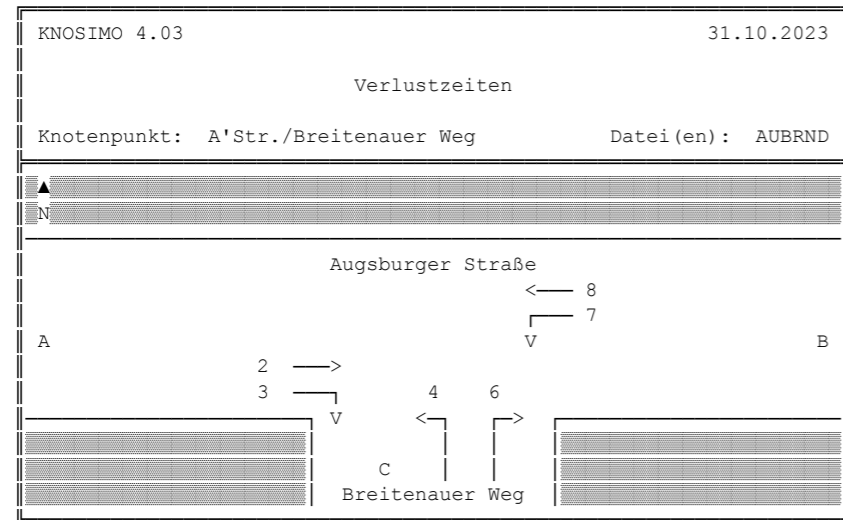 KNOSIMO 4.03 31.10.2023
Verlustzeiten
Knotenpunkt: A'Str./Breitenauer Weg Datei(en): AUBRND
▲
N
Augsburger Straße
<─── 8
┌─── 7
A V B
2 ───>
3 ───┐ 4 6
V <─┐ ┌─>
C
Breitenauer Weg